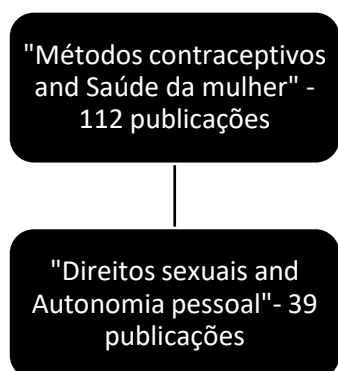 "Métodos contraceptivos
and Saúde da mulher" -
112 publicações
"Direitos sexuais and
Autonomia pessoal"- 39
publicações